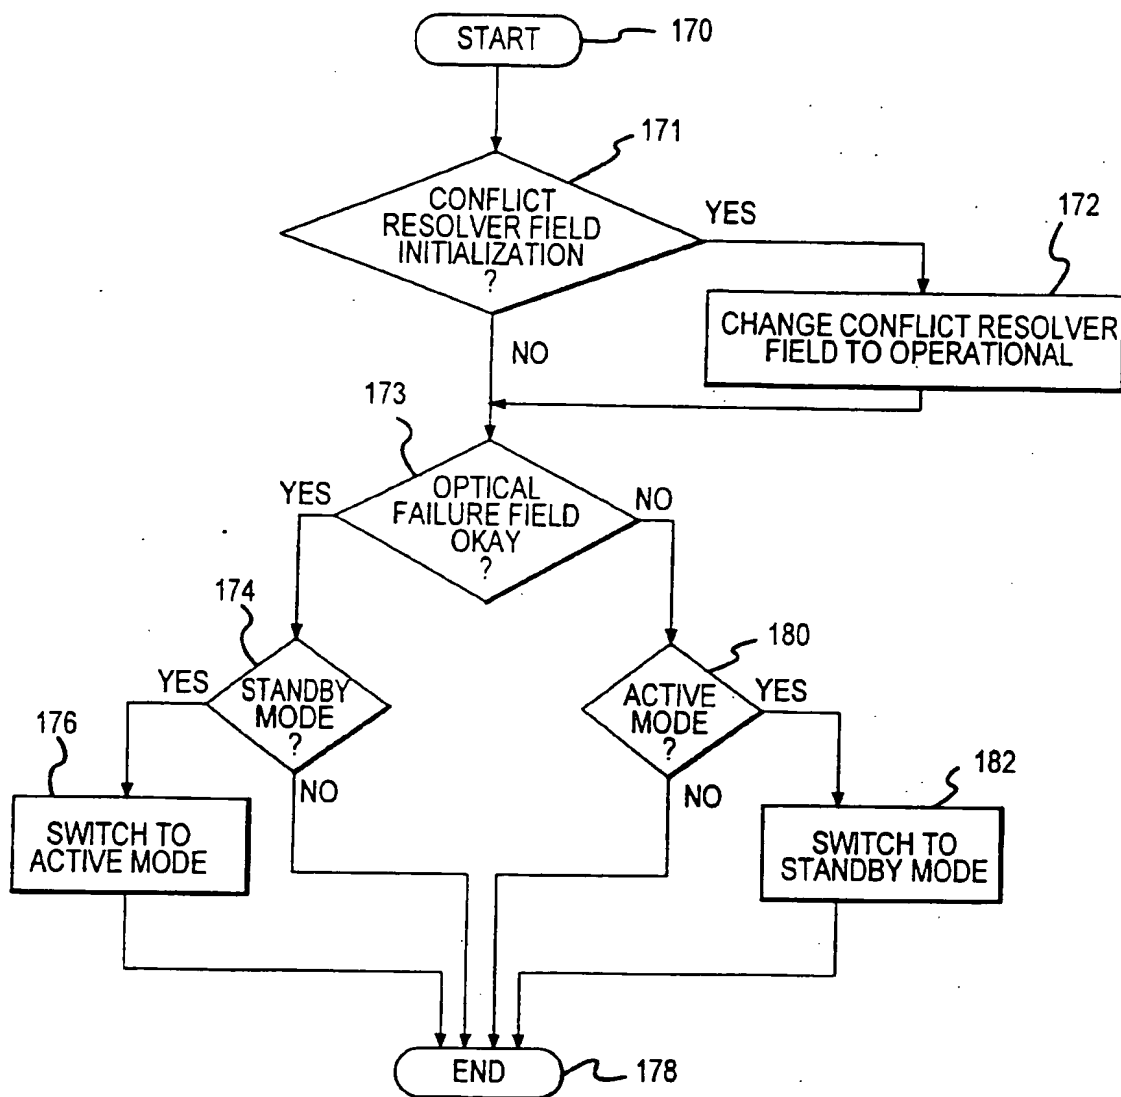 START
170
171
CONFLICT
RESOLVER FIELD
INITIALIZATION
?
YES
172
CHANGE CONFLICT RESOLVER
FIELD TO OPERATIONAL
NO
173
YES
OPTICAL
FAILURE FIELD
OKAY
?
NO
174
180
YES
STANDBY
MODE
?
ACTIVE
MODE
?
YES
176
NO
NO
182
SWITCH TO
ACTIVE MODE
SWITCH TO
STANDBY MODE
END
178